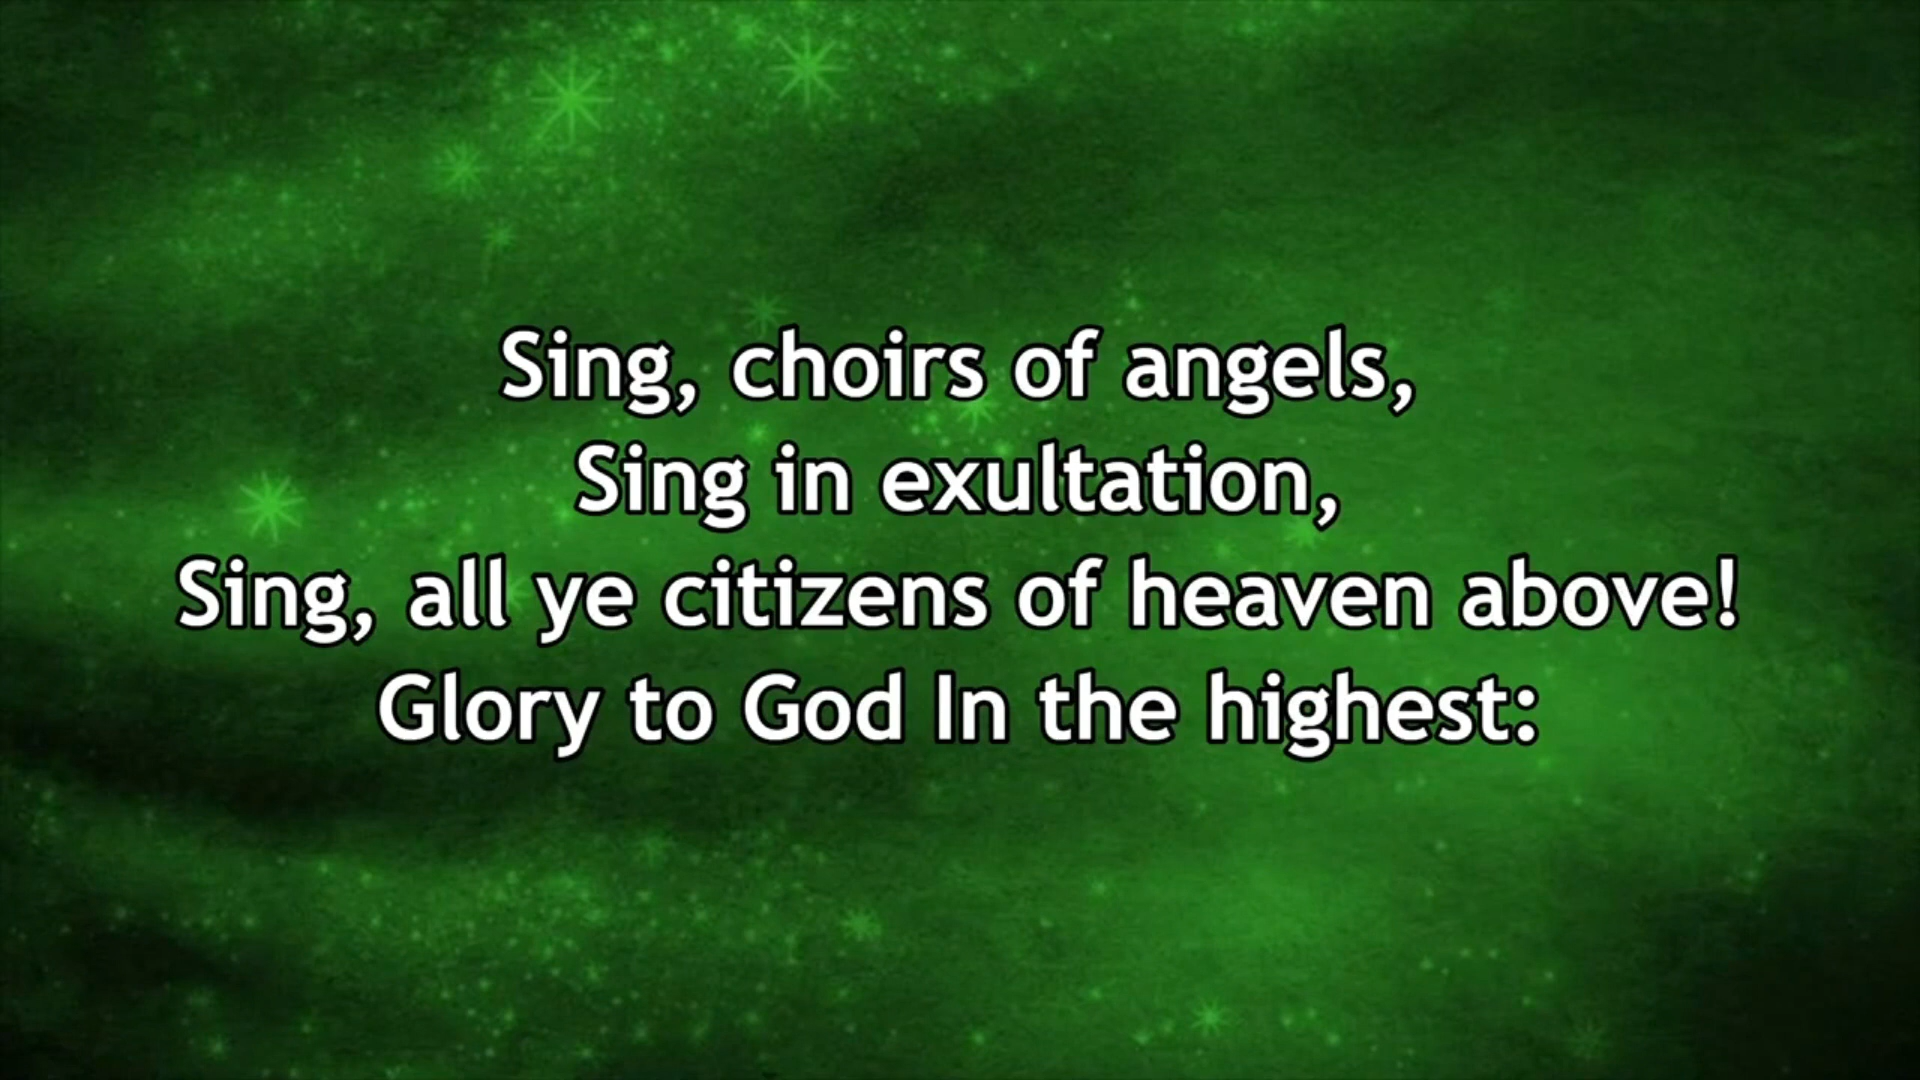 Sing, choirs of angels,
Sing in exultation,
Sing, all ye citizens of heaven above!
Glory to God In the highest: